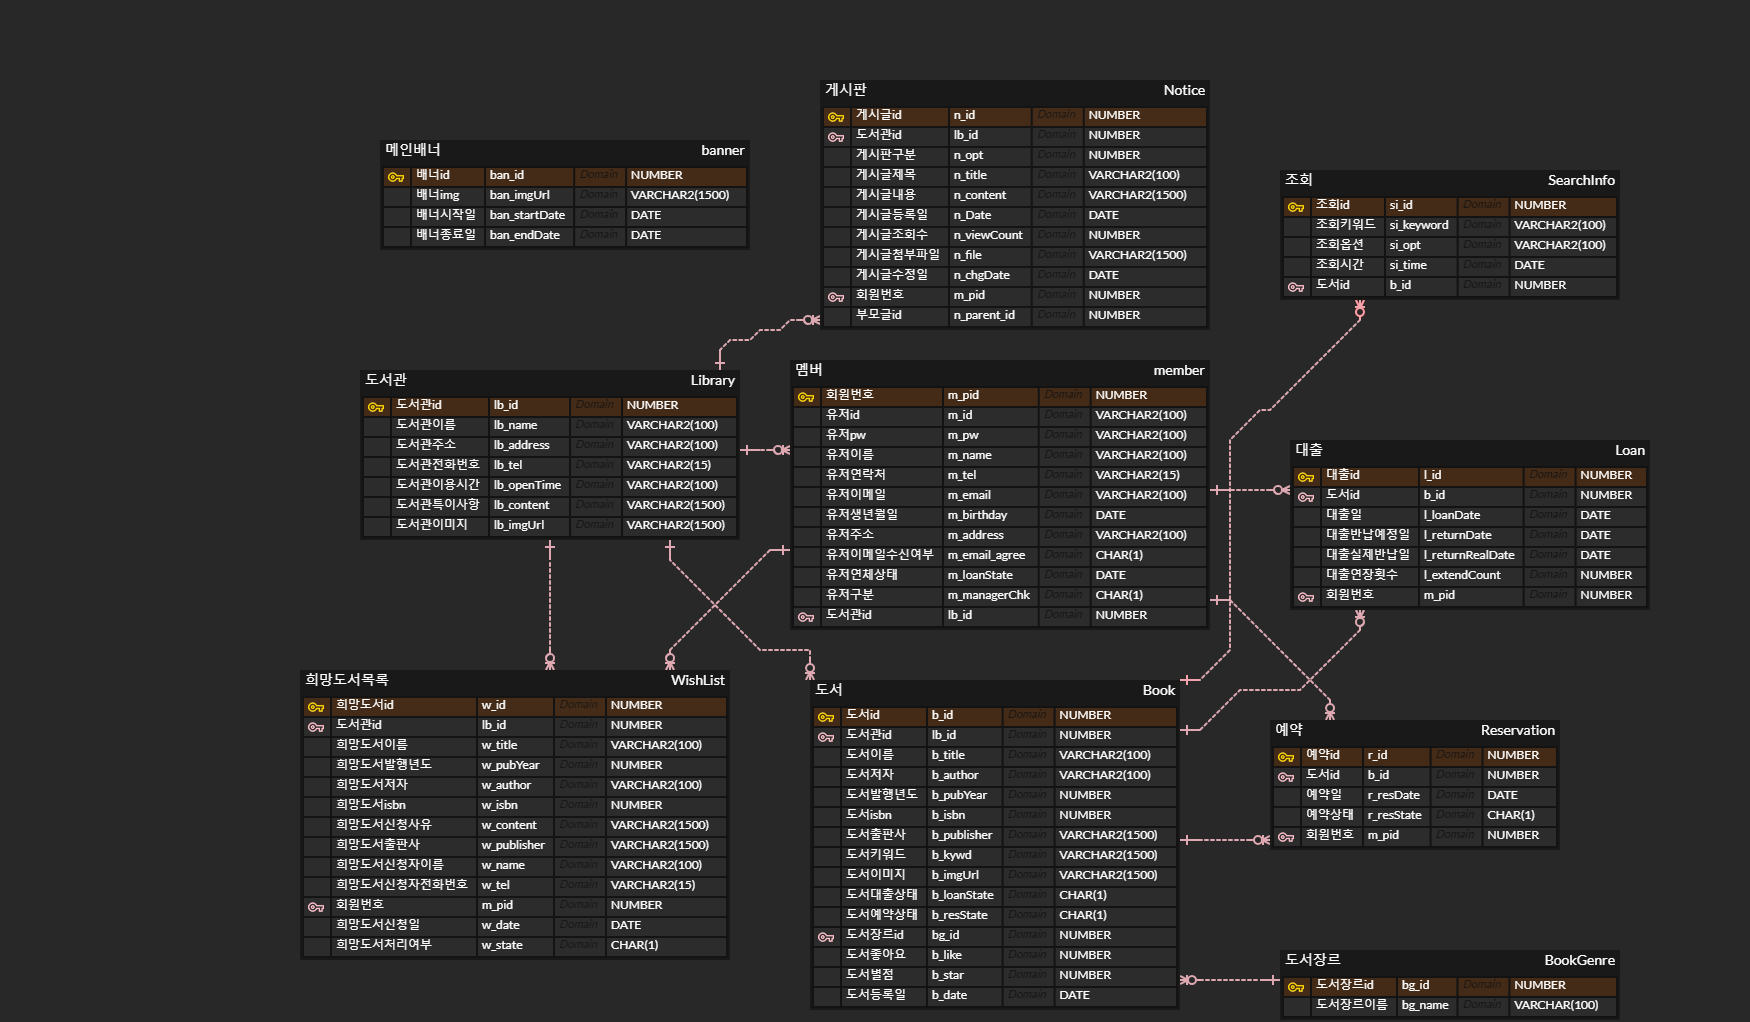 게시판 Notice
게시글id n_id Domain NUMBER
도서관id lb_id Domain NUMBER
게시판구분 n_opt Domain NUMBER
게시글제목 n_title Domain VARCHAR2(100)
게시글내용 n_content Domain VARCHAR2(1500)
게시글등록일 n_Date Domain DATE
게시글조회수 n_viewCount Domain NUMBER
게시글첨부파일 n_file Domain VARCHAR2(1500)
게시글수정일 n_chgDate Domain DATE
회원번호 m_pid Domain NUMBER
부모글id n_parent_id Domain NUMBER
메인배너 banner
배너id ban_id Domain NUMBER
배너img ban_imgUrl Domain VARCHAR2(1500)
배너시작일 ban_startDate Domain DATE
배너종료일 ban_endDate Domain DATE
조회 SearchInfo
조회id si_id Domain NUMBER
조회키워드 si_keyword Domain VARCHAR2(100)
조회옵션 si_opt Domain VARCHAR2(100)
조회시간 si_time Domain DATE
도서id b_id Domain NUMBER
도서관 Library
도서관id lb_id Domain NUMBER
도서관이름 lb_name Domain VARCHAR2(100)
도서관주소 lb_address Domain VARCHAR2(100)
도서관전화번호 lb_tel Domain VARCHAR2(15)
도서관이용시간 lb_openTime Domain VARCHAR2(100)
도서관특이사항 lb_content Domain VARCHAR2(1500)
도서관이미지 lb_imgUrl Domain VARCHAR2(1500)
멤버 member
회원번호 m_pid Domain NUMBER
유저id m_id Domain VARCHAR2(100)
유저pw m_pw Domain VARCHAR2(100)
유저이름 m_name Domain VARCHAR2(100)
유저연락처 m_tel Domain VARCHAR2(15)
유저이메일 m_email Domain VARCHAR2(100)
유저생년월일 m_birthday Domain DATE
유저주소 m_address Domain VARCHAR2(100)
유저이메일수신여부 m_email_agree Domain CHAR(1)
유저연체상태 m_loanState Domain DATE
유저구분 m_managerChk Domain CHAR(1)
도서관id lb_id Domain NUMBER
대출 Loan
대출id l_id Domain NUMBER
도서id b_id Domain NUMBER
대출일 l_loanDate Domain DATE
대출반납예정일 l_returnDate Domain DATE
대출실제반납일 l_returnRealDate Domain DATE
대출연장횟수 l_extendCount Domain NUMBER
회원번호 m_pid Domain NUMBER
희망도서목록 WishList
희망도서id w_id Domain NUMBER
도서관id lb_id Domain NUMBER
희망도서이름 w_title Domain VARCHAR2(100)
희망도서발행년도 w_pubYear Domain NUMBER
희망도서저자 w_author Domain VARCHAR2(100)
희망도서isbn w_isbn Domain NUMBER
희망도서신청사유 w_content Domain VARCHAR2(1500)
희망도서출판사 w_publisher Domain VARCHAR2(1500)
희망도서신청자이름 w_name Domain VARCHAR2(100)
희망도서신청자전화번호 w_tel Domain VARCHAR2(15)
회원번호 m_pid Domain NUMBER
희망도서신청일 w_date Domain DATE
희망도서처리여부 w_state Domain CHAR(1)
도서 Book
도서id b_id Domain NUMBER
도서관id lb_id Domain NUMBER
도서이름 b_title Domain VARCHAR2(100)
도서저자 b_author Domain VARCHAR2(100)
도서발행년도 b_pubYear Domain NUMBER
도서isbn b_isbn Domain NUMBER
도서출판사 b_publisher Domain VARCHAR2(1500)
도서키워드 b_kywd Domain VARCHAR2(1500)
도서이미지 b_imgUrl Domain VARCHAR2(1500)
도서대출상태 b_loanState Domain CHAR(1)
도서예약상태 b_resState Domain CHAR(1)
도서장르id bg_id Domain NUMBER
도서좋아요 b_like Domain NUMBER
도서별점 b_star Domain NUMBER
도서등록일 b_date Domain DATE
예약 Reservation
예약id r_id Domain NUMBER
도서id b_id Domain NUMBER
예약일 r_resDate Domain DATE
예약상태 r_resState Domain CHAR(1)
회원번호 m_pid Domain NUMBER
도서장르 BookGenre
도서장르id bg_id Domain NUMBER
도서장르이름 bg_name Domain VARCHAR(100)